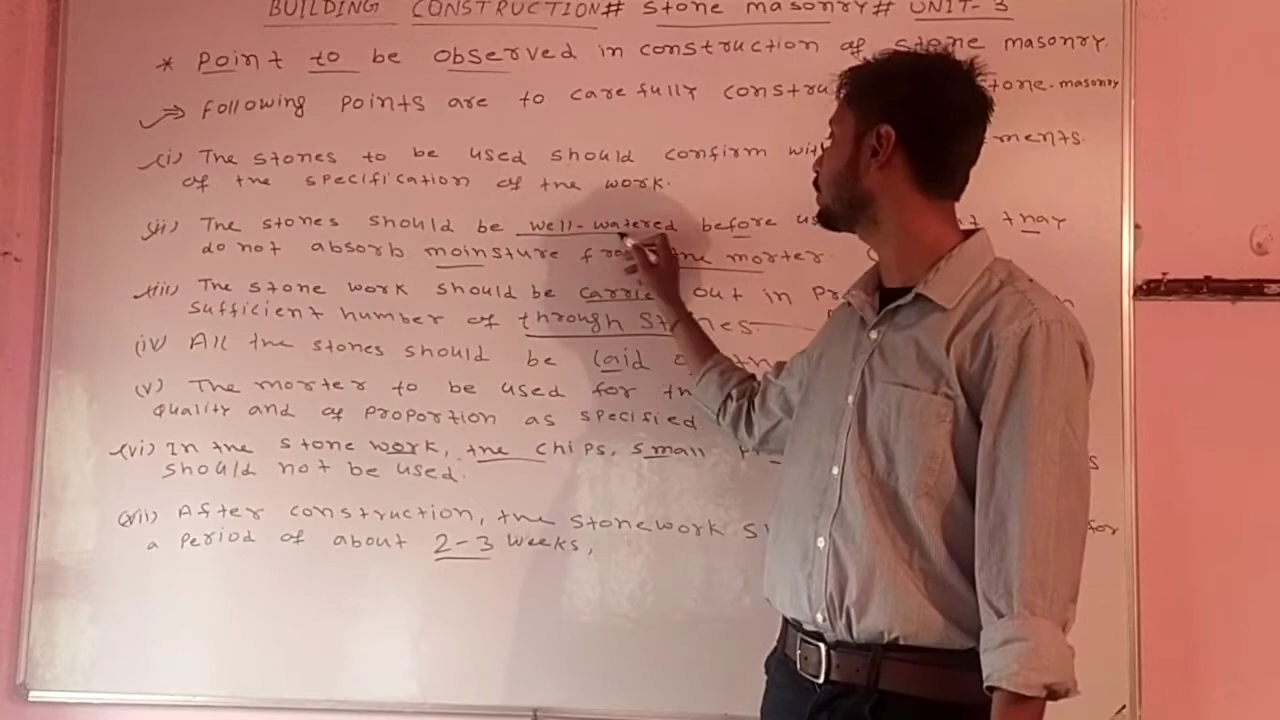 BUILDING CONSTRUCTION# Stone masonry# UNIT-3
* Point to be observed in construction of stone masonry.
Following points are to carefully constru stone.masonry
(i) The stones to be used should confirm with ments.
of the specification of the work.
(ii) The stones should be well-watered before us t they
do not absorb moinsture from the morter.
(iii) The stone work should be carrie out in pr
sufficient number of through stones
(iv) All the stones should be laid
(v) The morter to be used for th
quality and of proportion as specified
(vi) In the stone work, the chips, small
should not be used.
(vii) After construction, the stonework s for
a period of about 2-3 weeks,